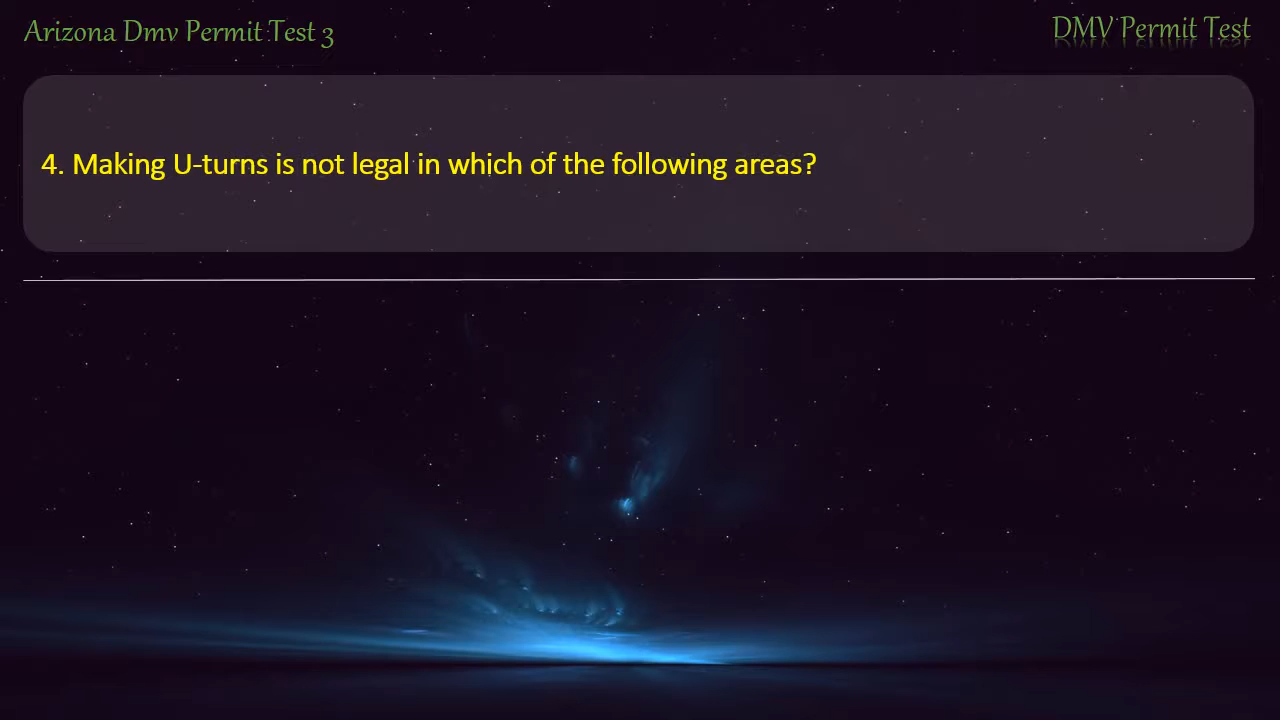 Arizona Dmv Permit Test 3
DMV Permit Test
4. Making U-turns is not legal in which of the following areas?